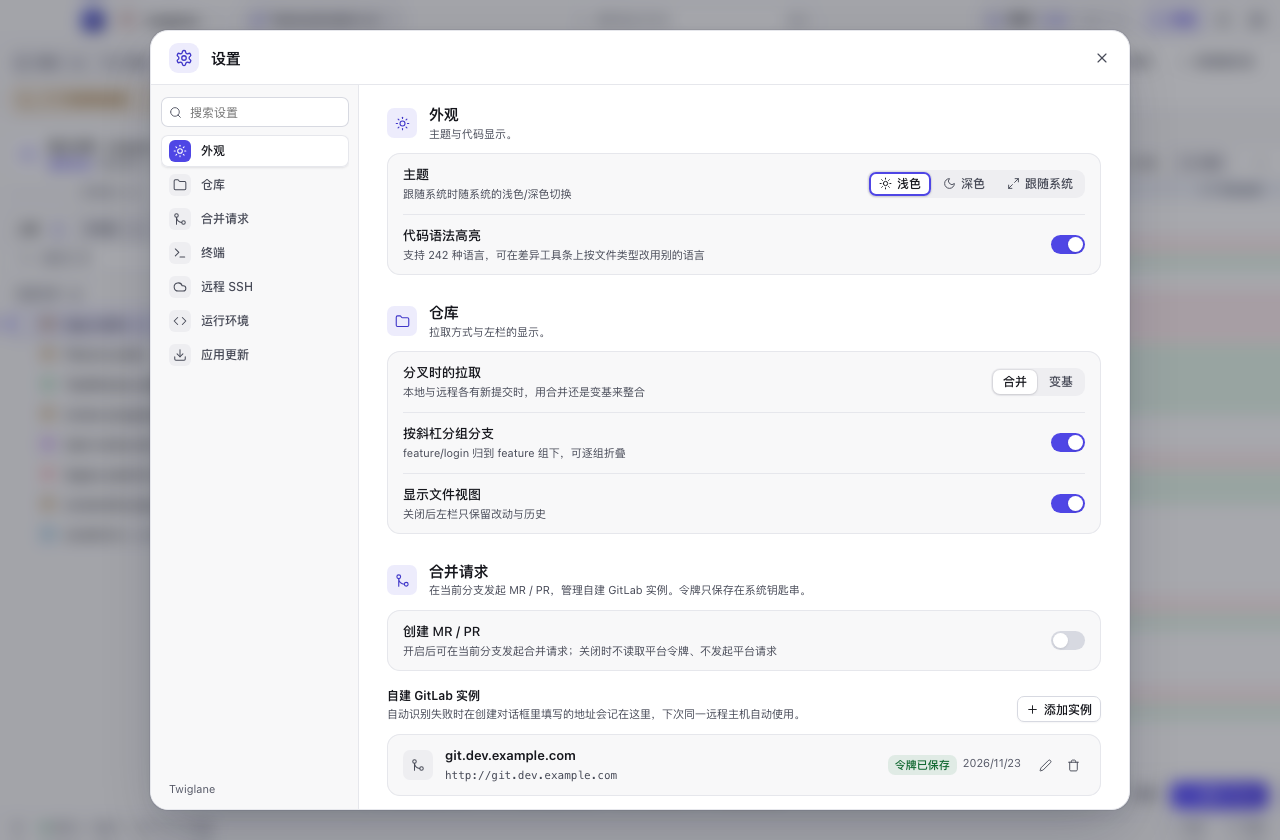 设置
搜索设置
外观
仓库
合并请求
终端
远程 SSH
运行环境
应用更新
Twiglane
外观
主题与代码显示。
主题
跟随系统时随系统的浅色/深色切换
浅色 深色 跟随系统
代码语法高亮
支持 242 种语言，可在差异工具条上按文件类型改用别的语言
仓库
拉取方式与左栏的显示。
分叉时的拉取
本地与远程各有新提交时，用合并还是变基来整合
合并 变基
按斜杠分组分支
feature/login 归到 feature 组下，可逐组折叠
显示文件视图
关闭后左栏只保留改动与历史
合并请求
在当前分支发起 MR / PR，管理自建 GitLab 实例。令牌只保存在系统钥匙串。
创建 MR / PR
开启后可在当前分支发起合并请求；关闭时不读取平台令牌、不发起平台请求
自建 GitLab 实例
自动识别失败时在创建对话框里填写的地址会记在这里，下次同一远程主机自动使用。
添加实例
git.dev.example.com
http://git.dev.example.com
令牌已保存 2026/11/23